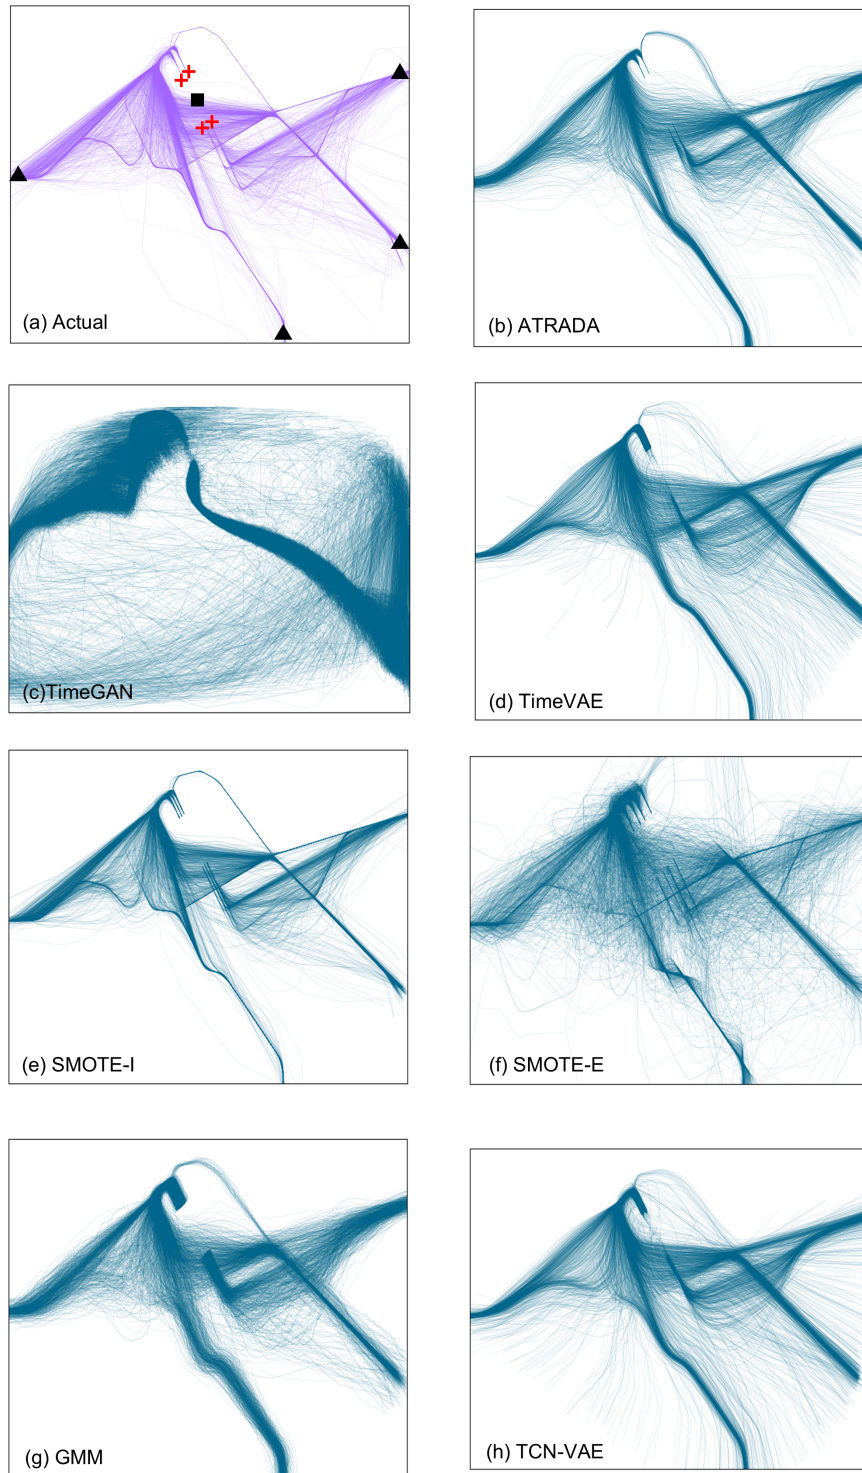 (a) Actual
(b) ATRADA
(c)TimeGAN
(d) TimeVAE
(e) SMOTE-I
(f) SMOTE-E
(g) GMM
(h) TCN-VAE